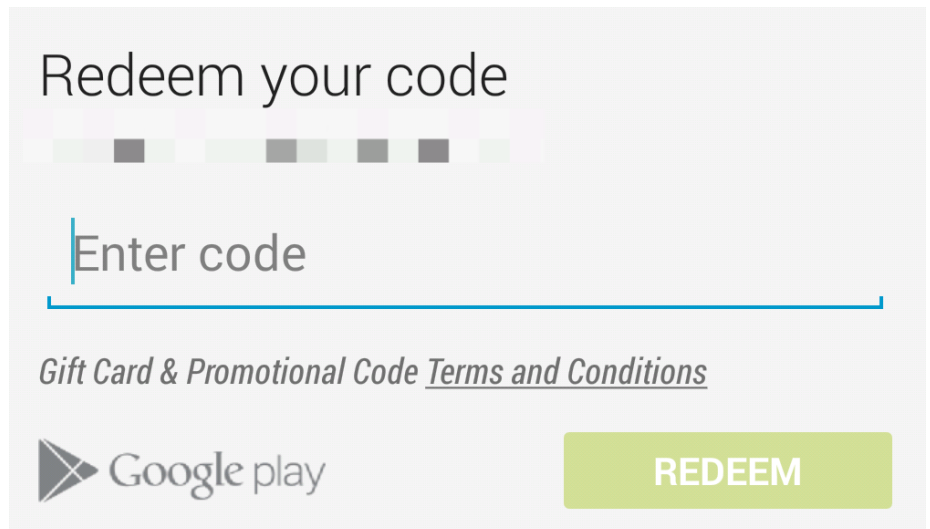 Redeem your code
Enter code
Gift Card & Promotional Code Terms and Conditions
Google play
REDEEM